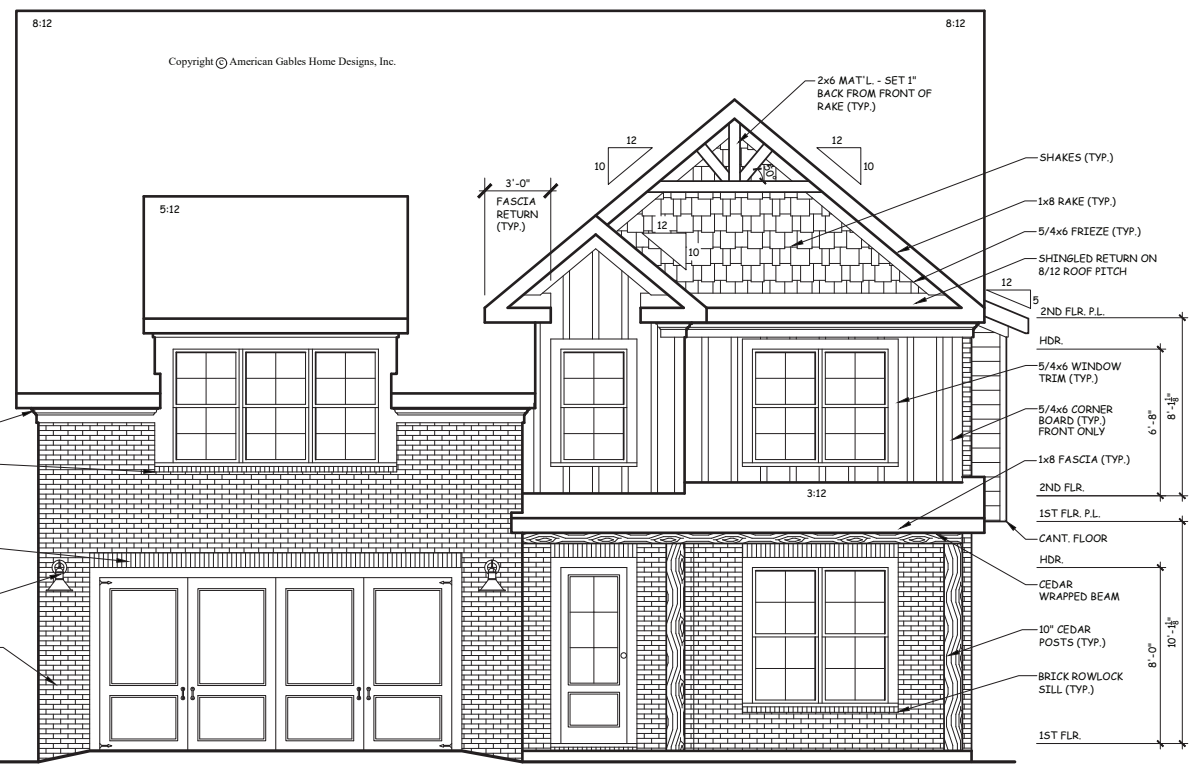 8:12
8:12
Copyright © American Gables Home Designs, Inc.
2x6 MAT'L. - SET 1"
BACK FROM FRONT OF
RAKE (TYP.)
12
10
12
10
3'-0"
FASCIA
RETURN
(TYP.)
5:12
12
10
SHAKES (TYP.)
1x8 RAKE (TYP.)
5/4x6 FRIEZE (TYP.)
SHINGLED RETURN ON
8/12 ROOF PITCH
12
5
2ND FLR. P.L.
HDR.
5/4x6 WINDOW
TRIM (TYP.)
5/4x6 CORNER
BOARD (TYP.)
FRONT ONLY
6'-8"
8'-1 1/8"
1x8 FASCIA (TYP.)
2ND FLR.
3:12
1ST FLR. P.L.
CANT. FLOOR
HDR.
CEDAR
WRAPPED BEAM
10" CEDAR
POSTS (TYP.)
8'-0"
10'-1 1/8"
BRICK ROWLOCK
SILL (TYP.)
1ST FLR.